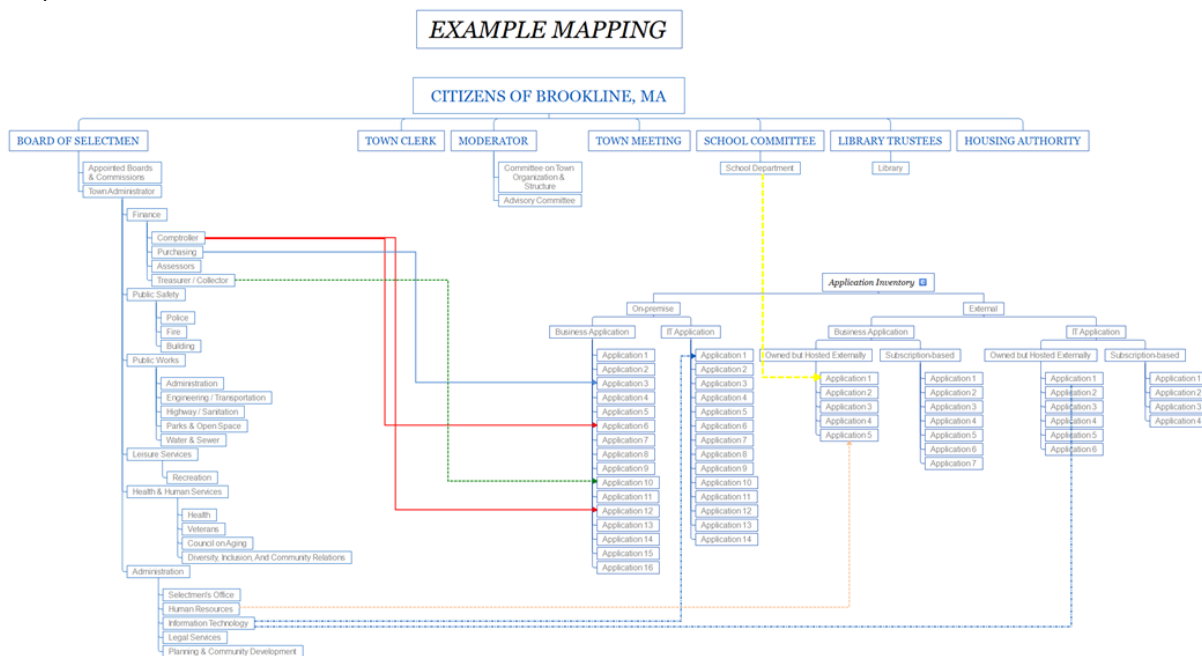 EXAMPLE MAPPING
CITIZENS OF BROOKLINE, MA
BOARD OF SELECTMEN
TOWN CLERK
MODERATOR
TOWN MEETING
SCHOOL COMMITTEE
LIBRARY TRUSTEES
HOUSING AUTHORITY
Appointed Boards
& Commissions
Town Administrator
Committee on Town
Organization &
Structure
Advisory Committee
School Department
Library
Finance
Comptroller
Purchasing
Assessors
Treasurer / Collector
Public Safety
Police
Fire
Building
Public Works
Administration
Engineering / Transportation
Highway / Sanitation
Parks & Open Space
Water & Sewer
Leisure Services
Recreation
Health & Human Services
Health
Veterans
Council on Aging
Diversity, Inclusion, And Community Relations
Administration
Selectmen's Office
Human Resources
Information Technology
Legal Services
Planning & Community Development
Application Inventory
On-premise
External
Business Application
IT Application
Business Application
IT Application
Application 1
Application 2
Application 3
Application 4
Application 5
Application 6
Application 7
Application 8
Application 9
Application 10
Application 11
Application 12
Application 13
Application 14
Application 15
Application 16
Application 1
Application 2
Application 3
Application 4
Application 5
Application 6
Application 7
Application 8
Application 9
Application 10
Application 11
Application 12
Application 13
Application 14
Owned but Hosted Externally
Application 1
Application 2
Application 3
Application 4
Application 5
Subscription-based
Application 1
Application 2
Application 3
Application 4
Application 5
Application 6
Application 7
Owned but Hosted Externally
Application 1
Application 2
Application 3
Application 4
Application 5
Application 6
Subscription-based
Application 1
Application 2
Application 3
Application 4